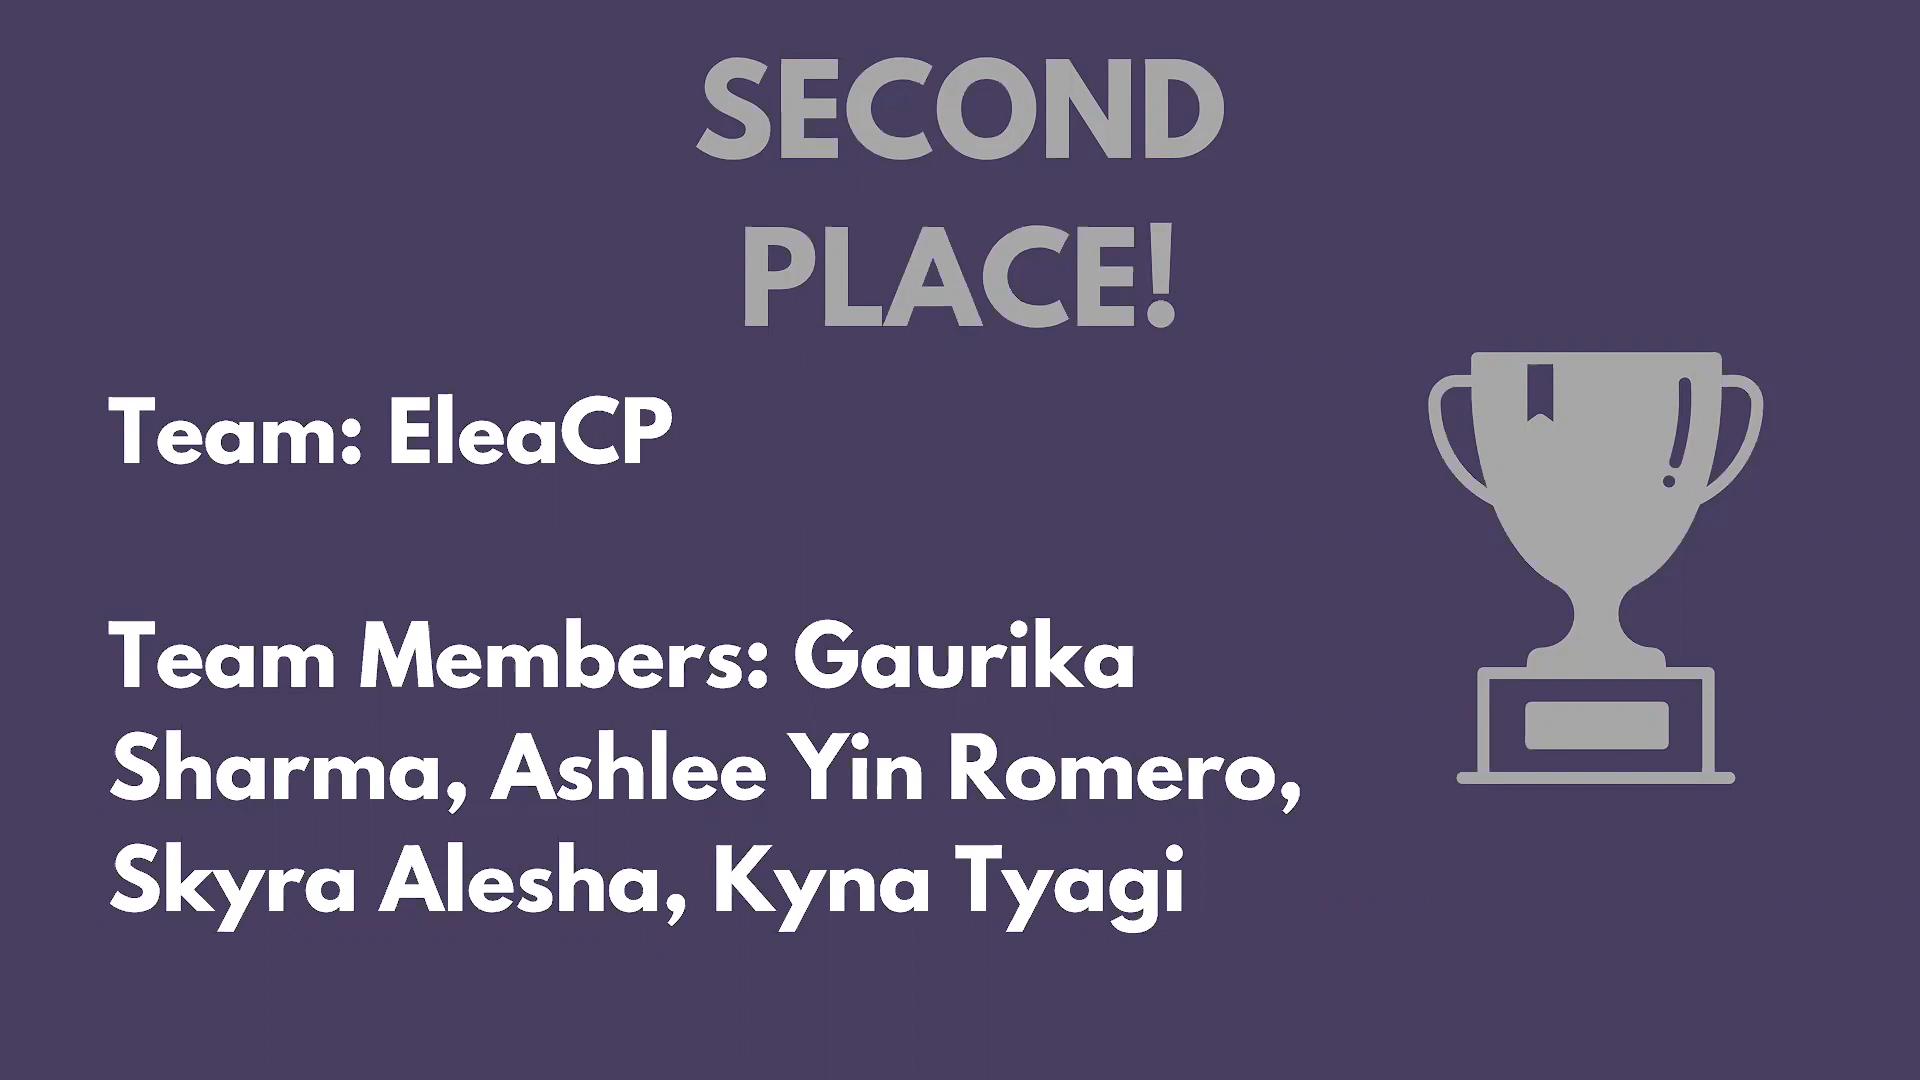 SECOND
PLACE!
Team: EleaCP
Team Members: Gaurika
Sharma, Ashlee Yin Romero,
Skyra Alesha, Kyna Tyagi